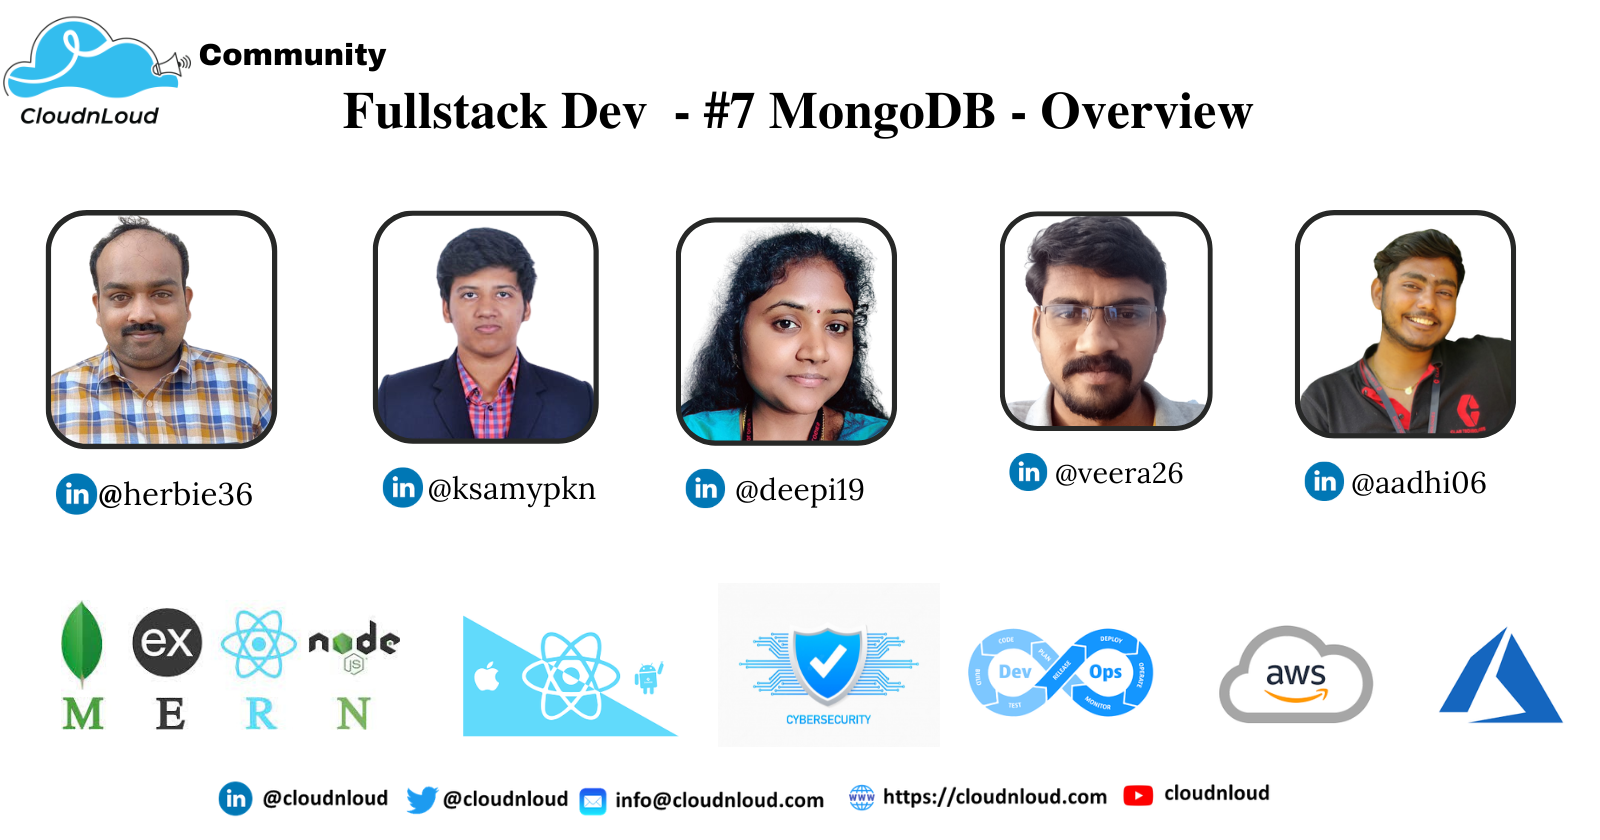 Community
CloudnLoud
Fullstack Dev - #7 MongoDB - Overview
in @herbie36
in @ksamypkn
in @deepi19
in @veera26
in @aadhi06
ex
node
JS
M E R N
CYBERSECURITY
CODE
PLAN
BUILD
TEST
Dev
RELEASE
DEPLOY
Ops
OPERATE
MONITOR
aws
in @cloudnloud @cloudnloud info@cloudnloud.com WWW https://cloudnloud.com cloudnloud